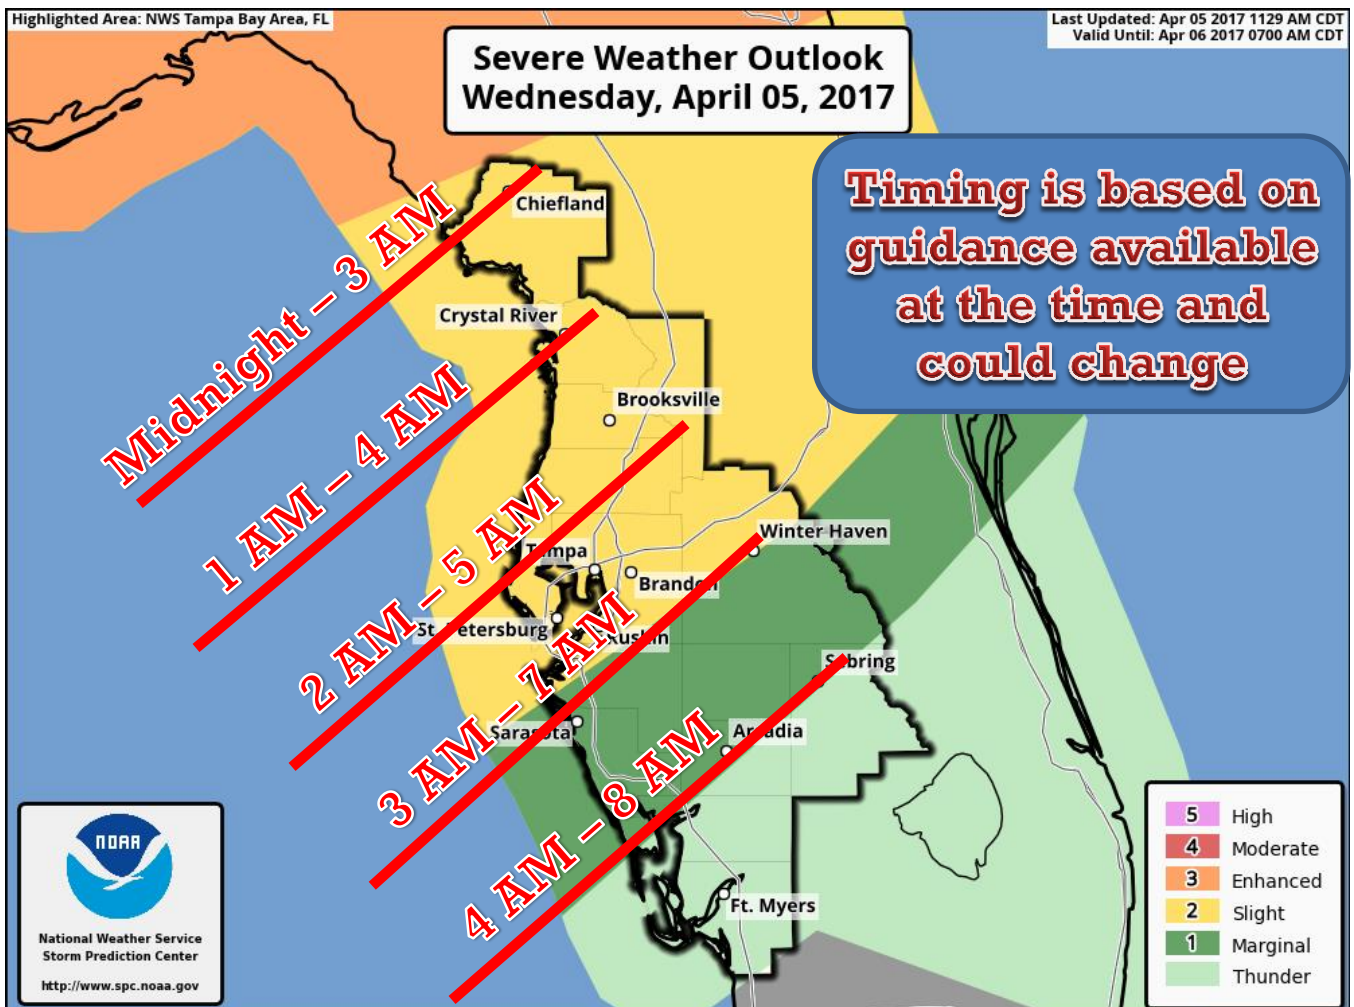 Highlighted Area: NWS Tampa Bay Area, FL
Last Updated: Apr 05 2017 1129 AM CDT
Valid Until: Apr 06 2017 0700 AM CDT
Severe Weather Outlook
Wednesday, April 05, 2017
Timing is based on
guidance available
at the time and
could change
Chiefland
Midnight – 3 AM
Crystal River
1 AM – 4 AM
Brooksville
2 AM – 5 AM
Winter Haven
Tampa
Brandon
St. Petersburg
Ruskin
3 AM – 7 AM
Sebring
Sarasota
Arcadia
4 AM – 8 AM
Ft. Myers
NOAA
National Weather Service
Storm Prediction Center
http://www.spc.noaa.gov
5 High
4 Moderate
3 Enhanced
2 Slight
1 Marginal
Thunder